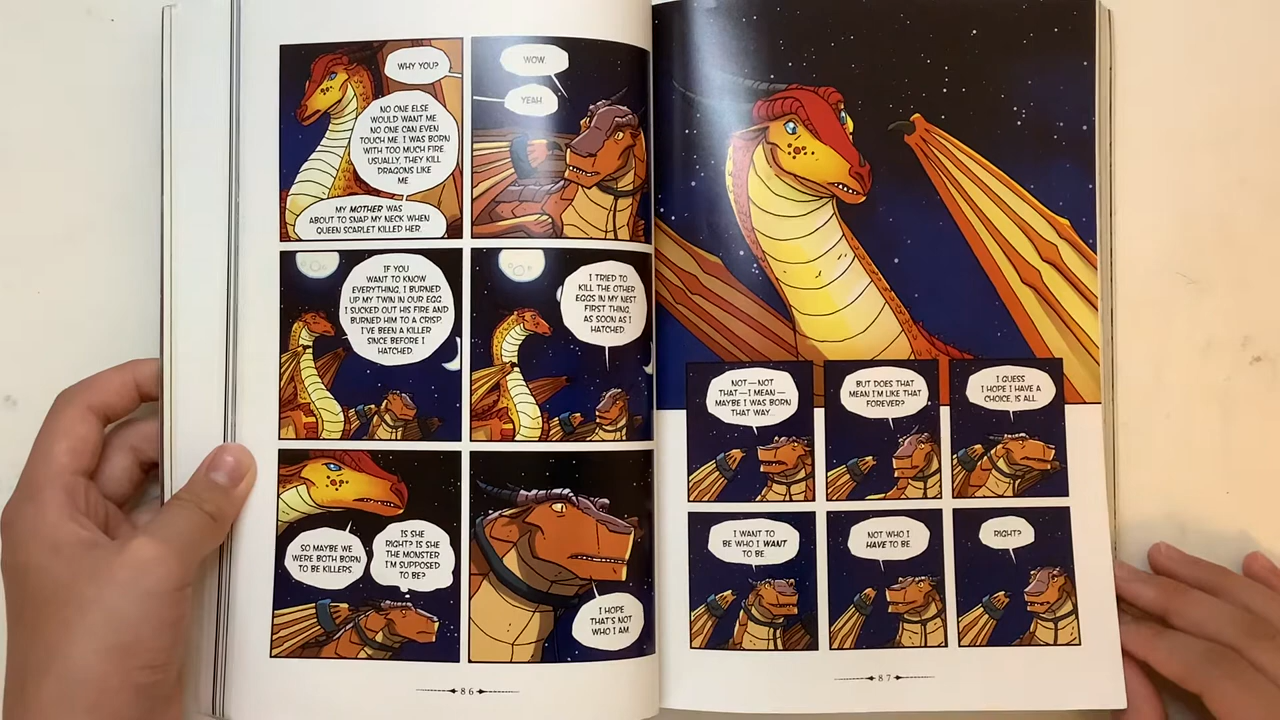 WHY YOU?
NO ONE ELSE
WOULD WANT ME.
NO ONE CAN EVEN
TOUCH ME. I WAS BORN
WITH TOO MUCH FIRE.
USUALLY, THEY KILL
DRAGONS LIKE
ME.
MY MOTHER WAS
ABOUT TO SNAP MY NECK WHEN
QUEEN SCARLET KILLED HER.
WOW.
YEAH.
IF YOU
WANT TO KNOW
EVERYTHING, I BURNED
UP MY TWIN IN OUR EGG.
I SUCKED OUT HIS FIRE AND
BURNED HIM TO A CRISP.
I'VE BEEN A KILLER
SINCE BEFORE I
HATCHED.
I TRIED TO
KILL THE OTHER
EGGS IN MY NEST
FIRST THING,
AS SOON AS I
HATCHED.
SO MAYBE WE
WERE BOTH BORN
TO BE KILLERS.
IS SHE
RIGHT? IS SHE
THE MONSTER
I'M SUPPOSED
TO BE?
I HOPE
THAT'S NOT
WHO I AM.
86
NOT—NOT
THAT—I MEAN—
MAYBE I WAS BORN
THAT WAY...
BUT DOES THAT
MEAN I'M LIKE THAT
FOREVER?
I GUESS
I HOPE I HAVE A
CHOICE, IS ALL.
I WANT TO
BE WHO I WANT
TO BE.
NOT WHO I
HAVE TO BE.
RIGHT?
87